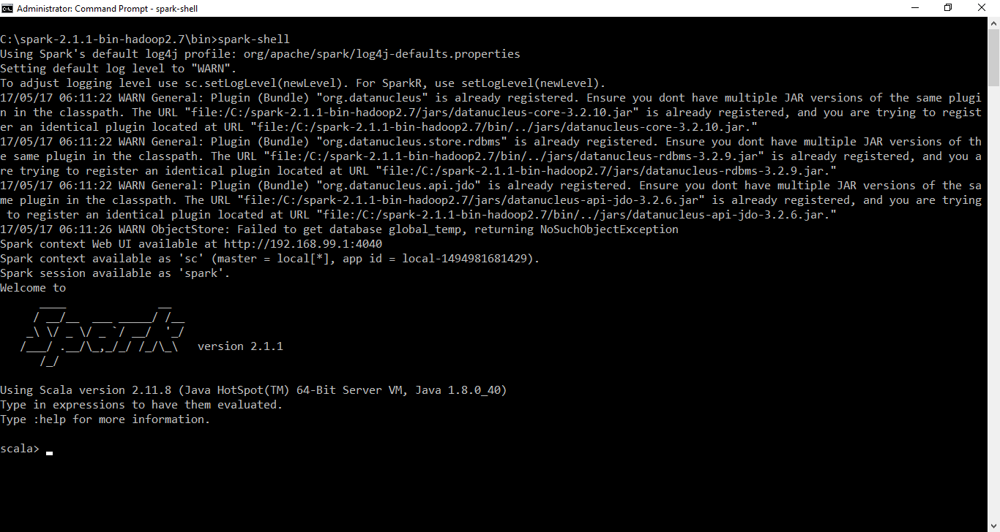 Administrator: Command Prompt - spark-shell
C:\spark-2.1.1-bin-hadoop2.7\bin>spark-shell
Using Spark's default log4j profile: org/apache/spark/log4j-defaults.properties
Setting default log level to "WARN".
To adjust logging level use sc.setLogLevel(newLevel). For SparkR, use setLogLevel(newLevel).
17/05/17 06:11:22 WARN General: Plugin (Bundle) "org.datanucleus" is already registered. Ensure you dont have multiple JAR versions of the same plugi
n in the classpath. The URL "file:/C:/spark-2.1.1-bin-hadoop2.7/jars/datanucleus-core-3.2.10.jar" is already registered, and you are trying to regist
er an identical plugin located at URL "file:/C:/spark-2.1.1-bin-hadoop2.7/bin/../jars/datanucleus-core-3.2.10.jar."
17/05/17 06:11:22 WARN General: Plugin (Bundle) "org.datanucleus.store.rdbms" is already registered. Ensure you dont have multiple JAR versions of th
e same plugin in the classpath. The URL "file:/C:/spark-2.1.1-bin-hadoop2.7/bin/../jars/datanucleus-rdbms-3.2.9.jar" is already registered, and you a
re trying to register an identical plugin located at URL "file:/C:/spark-2.1.1-bin-hadoop2.7/jars/datanucleus-rdbms-3.2.9.jar."
17/05/17 06:11:22 WARN General: Plugin (Bundle) "org.datanucleus.api.jdo" is already registered. Ensure you dont have multiple JAR versions of the sa
me plugin in the classpath. The URL "file:/C:/spark-2.1.1-bin-hadoop2.7/jars/datanucleus-api-jdo-3.2.6.jar" is already registered, and you are trying
 to register an identical plugin located at URL "file:/C:/spark-2.1.1-bin-hadoop2.7/bin/../jars/datanucleus-api-jdo-3.2.6.jar."
17/05/17 06:11:26 WARN ObjectStore: Failed to get database global_temp, returning NoSuchObjectException
Spark context Web UI available at http://192.168.99.1:4040
Spark context available as 'sc' (master = local[*], app id = local-1494981681429).
Spark session available as 'spark'.
Welcome to
      ____              __
     / __/__  ___ _____/ /__
    _\ \/ _ \/ _ `/ __/  '_/
   /___/ .__/\_,_/_/ /_/\_\   version 2.1.1
      /_/
Using Scala version 2.11.8 (Java HotSpot(TM) 64-Bit Server VM, Java 1.8.0_40)
Type in expressions to have them evaluated.
Type :help for more information.
scala>